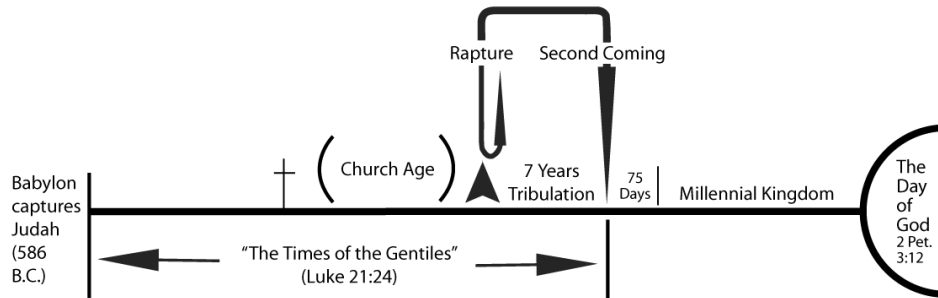 Rapture
Second Coming
Church Age
7 Years
Tribulation
75
Days
Millennial Kingdom
The
Day
of
God
2 Pet.
3:12
Babylon
captures
Judah
(586
B.C.)
“The Times of the Gentiles”
(Luke 21:24)